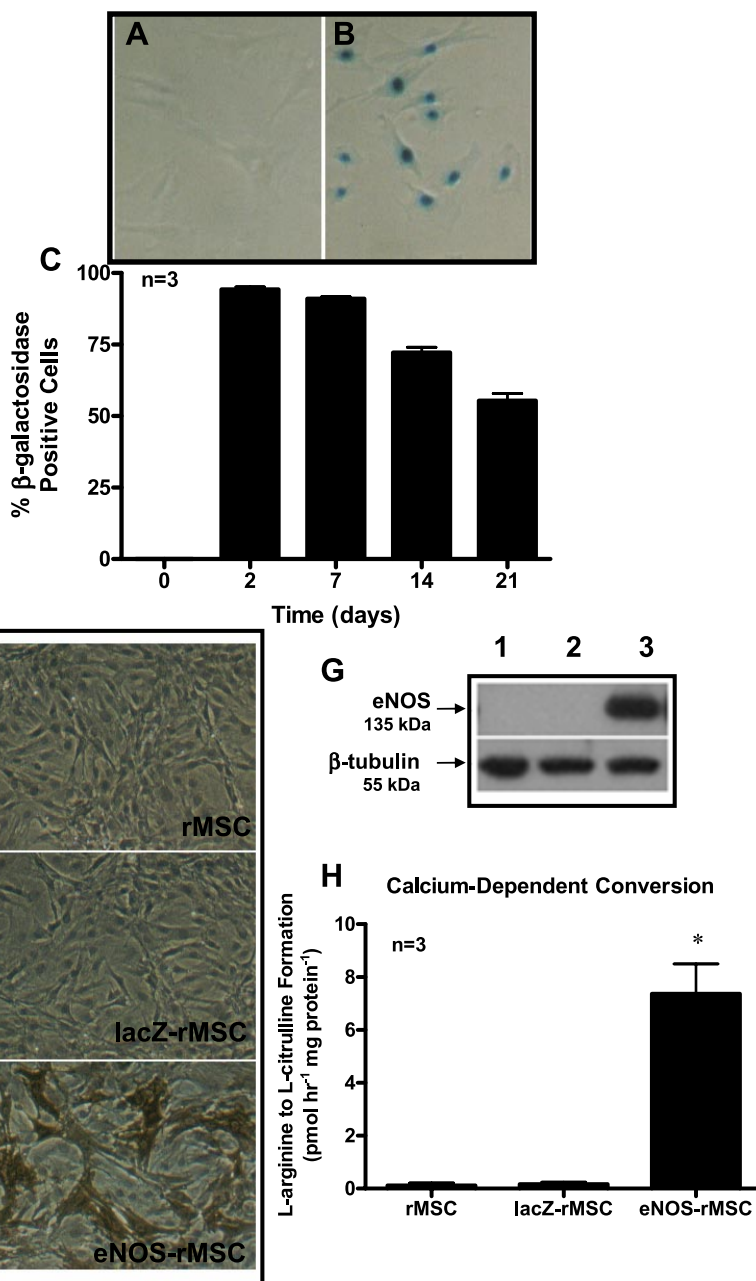 A B
C
n=3
% β-galactosidase
Positive Cells
100
75
50
25
0
0 2 7 14 21
Time (days)
rMSC
lacZ-rMSC
eNOS-rMSC
G
1 2 3
eNOS
135 kDa
β-tubulin
55 kDa
H
Calcium-Dependent Conversion
n=3
*
L-arginine to L-citrulline Formation
(pmol hr⁻¹ mg protein⁻¹)
10
8
6
4
2
0
rMSC lacZ-rMSC eNOS-rMSC